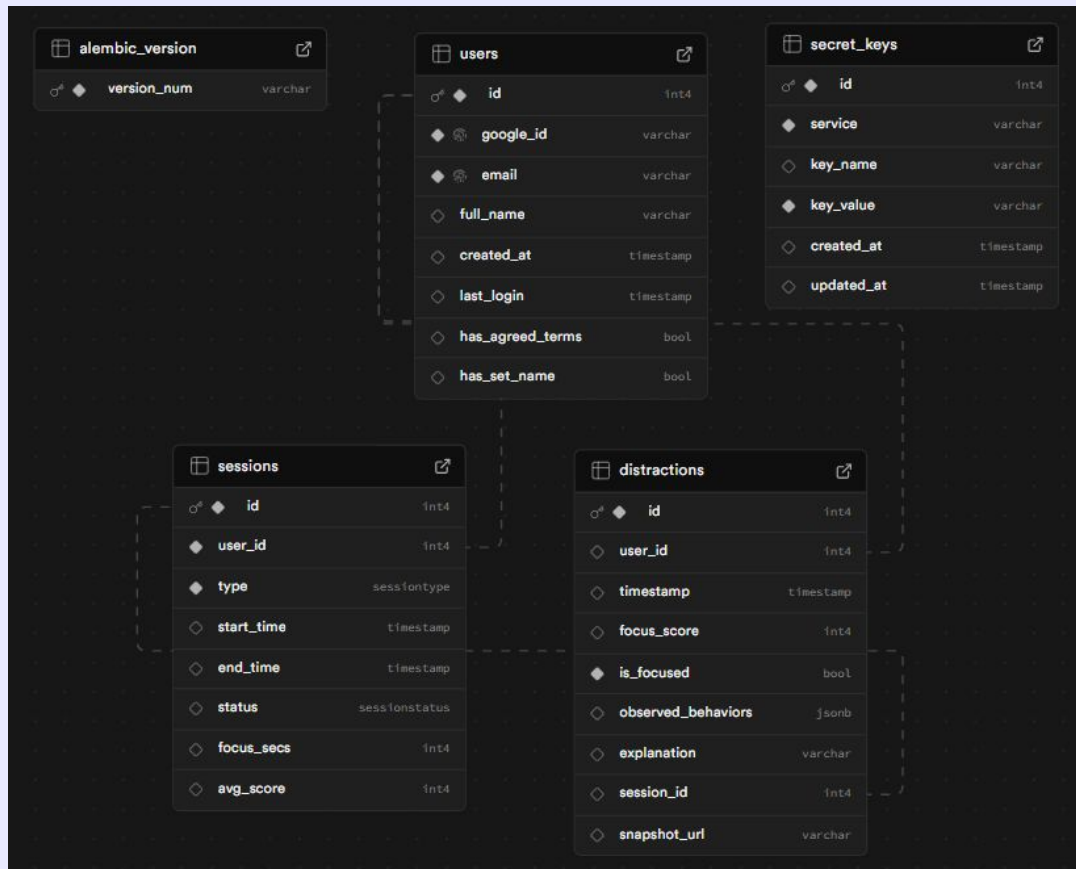 alembic_version
version_num varchar
users
id int4
google_id varchar
email varchar
full_name varchar
created_at timestamp
last_login timestamp
has_agreed_terms bool
has_set_name bool
secret_keys
id int4
service varchar
key_name varchar
key_value varchar
created_at timestamp
updated_at timestamp
sessions
id int4
user_id int4
type sessiontype
start_time timestamp
end_time timestamp
status sessionstatus
focus_secs int4
avg_score int4
distractions
id int4
user_id int4
timestamp timestamp
focus_score int4
is_focused bool
observed_behaviors jsonb
explanation varchar
session_id int4
snapshot_url varchar